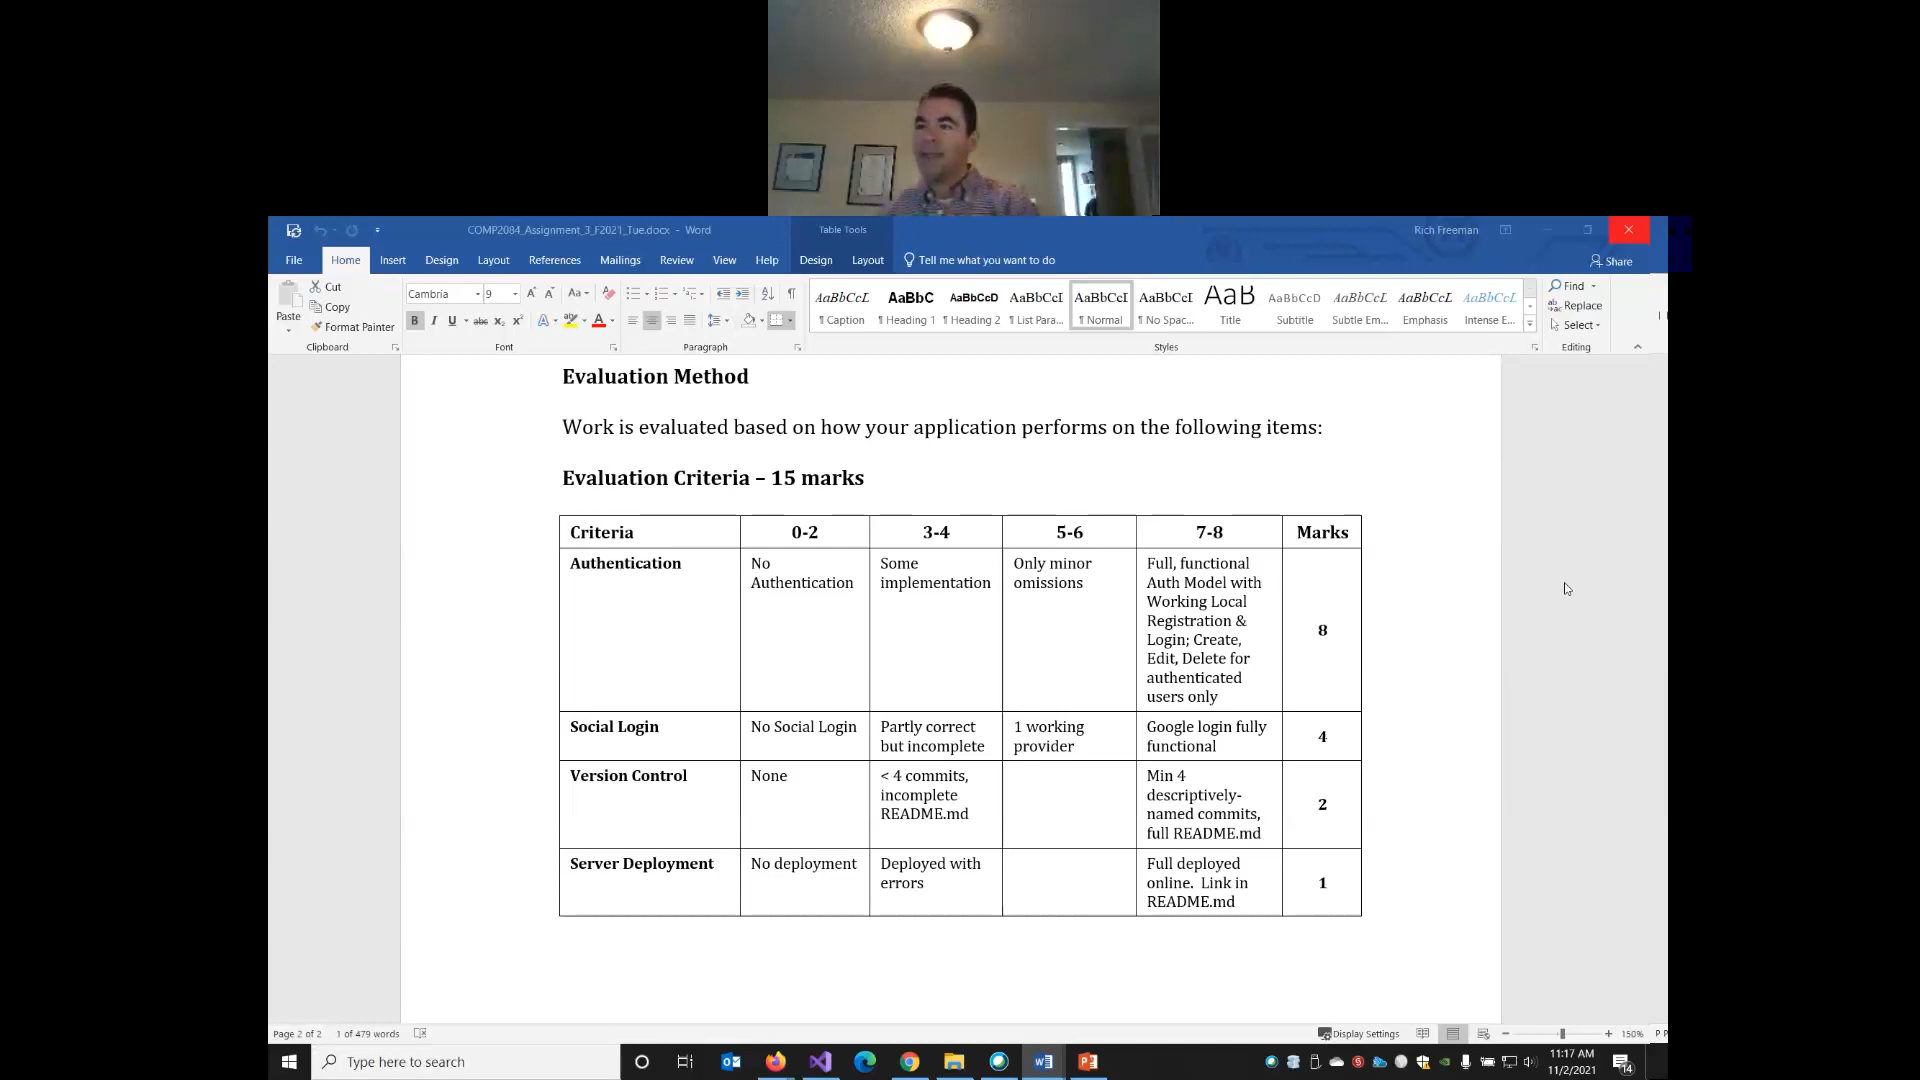 COMP2084_Assignment_3_F2021_Tue.docx - Word
Table Tools
Rich Freeman
File Home Insert Design Layout References Mailings Review View Help Design Layout Tell me what you want to do Share
Paste
Cut
Copy
Format Painter
Clipboard
Cambria 9
Font
Paragraph
AaBbCcL AaBbC AaBbCcD AaBbCcI AaBbCcI AaBbCcI AaB AaBbCcD AaBbCcL AaBbCcL AaBbCcL
¶ Caption ¶ Heading 1 ¶ Heading 2 ¶ List Para... ¶ Normal ¶ No Spac... Title Subtitle Subtle Em... Emphasis Intense E...
Styles
Find
Replace
Select
Editing
Evaluation Method
Work is evaluated based on how your application performs on the following items:
Evaluation Criteria – 15 marks
Criteria 0-2 3-4 5-6 7-8 Marks
Authentication
No
Authentication
Some
implementation
Only minor
omissions
Full, functional
Auth Model with
Working Local
Registration &
Login; Create,
Edit, Delete for
authenticated
users only
8
Social Login
No Social Login
Partly correct
but incomplete
1 working
provider
Google login fully
functional
4
Version Control
None
< 4 commits,
incomplete
README.md
Min 4
descriptively-
named commits,
full README.md
2
Server Deployment
No deployment
Deployed with
errors
Full deployed
online. Link in
README.md
1
Page 2 of 2 1 of 479 words
Display Settings
150%
Type here to search
11:17 AM
11/2/2021
14